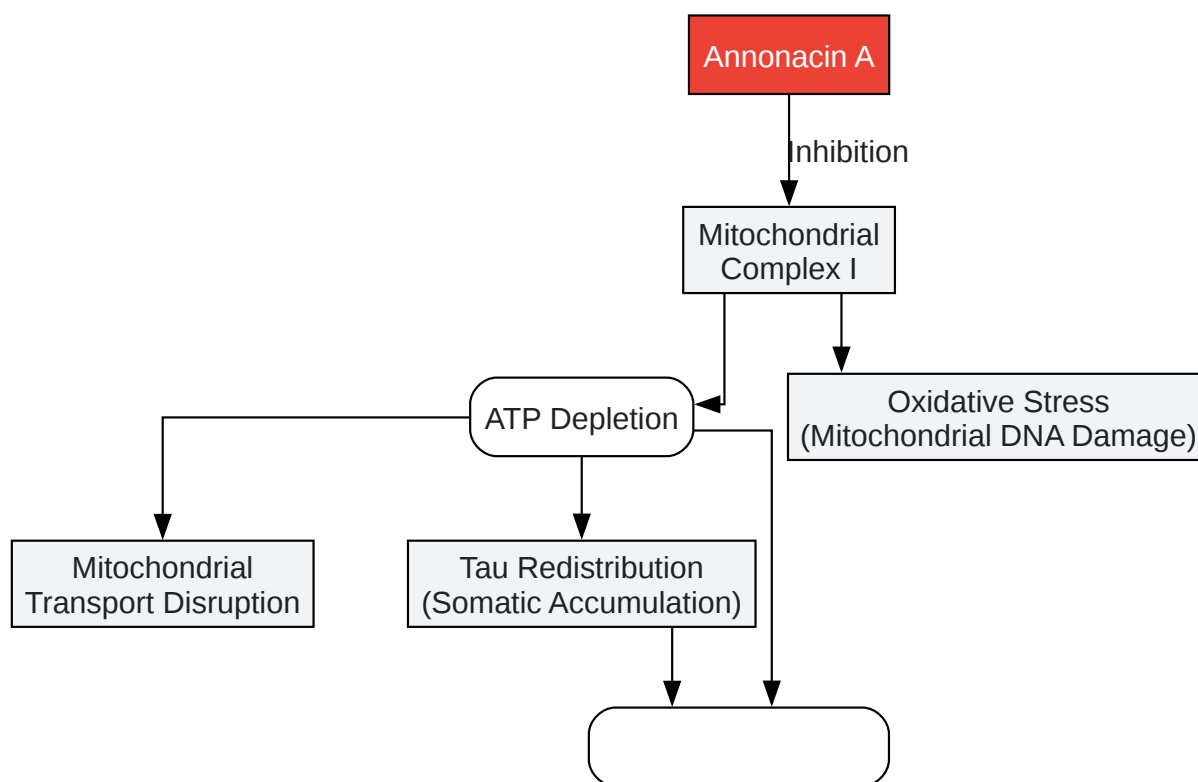 Annonacin A
Inhibition
Mitochondrial
Complex I
Oxidative Stress
(Mitochondrial DNA Damage)
ATP Depletion
Mitochondrial
Transport Disruption
Tau Redistribution
(Somatic Accumulation)